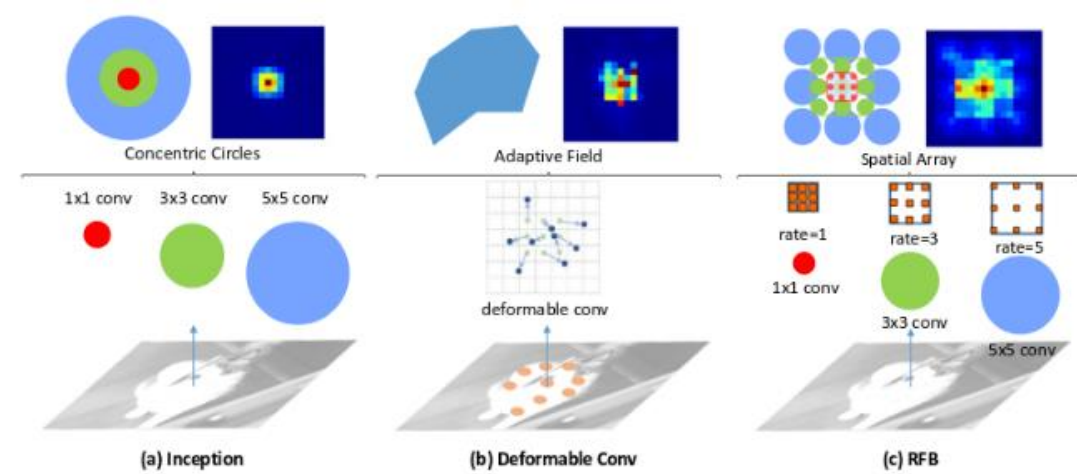 Concentric Circles
Adaptive Field
Spatial Array
1x1 conv 3x3 conv 5x5 conv
rate=1
rate=3
rate=5
1x1 conv
deformable conv
3x3 conv
5x5 conv
(a) Inception
(b) Deformable Conv
(c) RFB